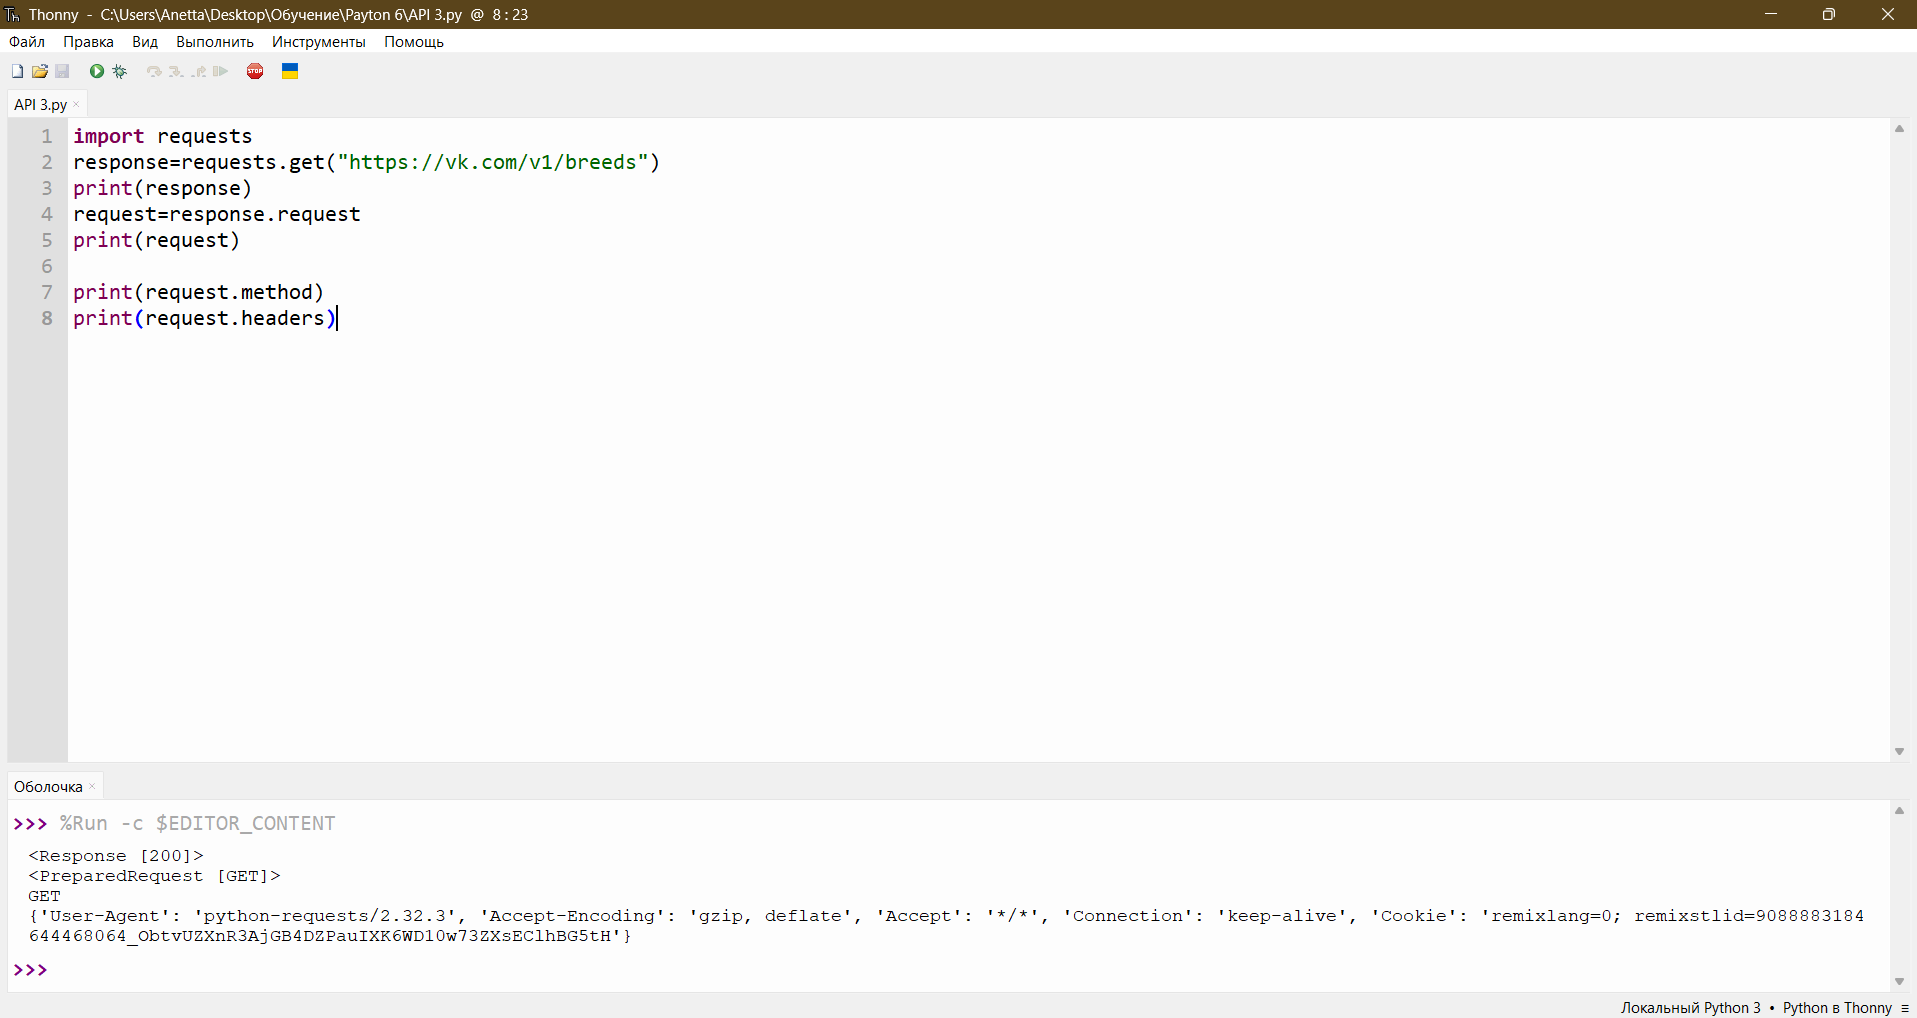 Thonny - C:\Users\Anetta\Desktop\Обучение\Payton 6\API 3.py @ 8:23
Файл Правка Вид Выполнить Инструменты Помощь
STOP
API 3.py ×
1 import requests
2 response=requests.get("https://vk.com/v1/breeds")
3 print(response)
4 request=response.request
5 print(request)
6
7 print(request.method)
8 print(request.headers)
Оболочка ×
>>> %Run -c $EDITOR_CONTENT
<Response [200]>
<PreparedRequest [GET]>
GET
{'User-Agent': 'python-requests/2.32.3', 'Accept-Encoding': 'gzip, deflate', 'Accept': '*/*', 'Connection': 'keep-alive', 'Cookie': 'remixlang=0; remixstlid=9088883184
644468064_ObtvUZXnR3AjGB4DZPauIXK6WD10w73ZXsEClhBG5tH'}
>>>
Локальный Python 3 • Python в Thonny ≡